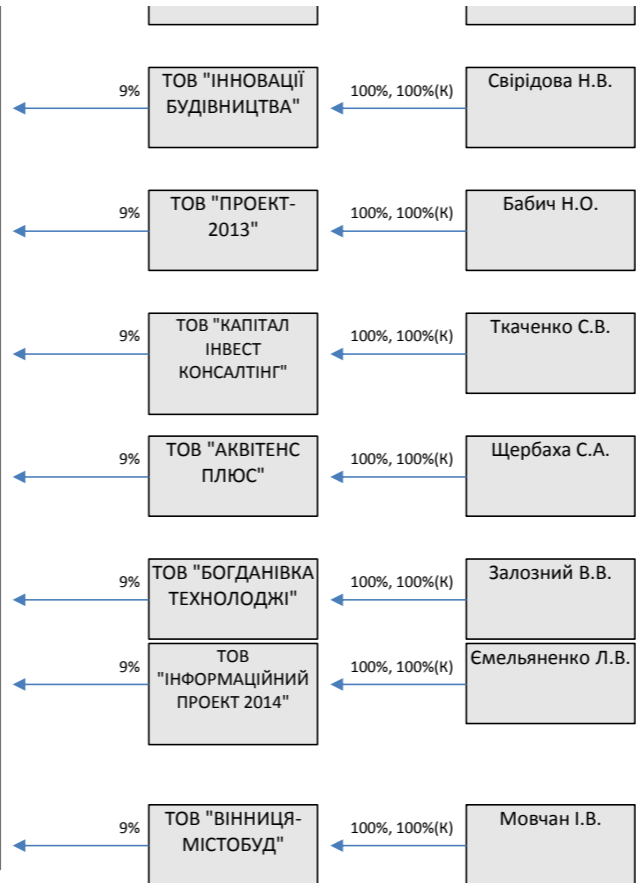 9%
ТОВ "ІННОВАЦІЇ
БУДІВНИЦТВА"
100%, 100%(К)
Свірідова Н.В.
9%
ТОВ "ПРОЕКТ-
2013"
100%, 100%(К)
Бабич Н.О.
9%
ТОВ "КАПІТАЛ
ІНВЕСТ
КОНСАЛТІНГ"
100%, 100%(К)
Ткаченко С.В.
9%
ТОВ "АКВІТЕНС
ПЛЮС"
100%, 100%(К)
Щербаха С.А.
9%
ТОВ "БОГДАНІВКА
ТЕХНОЛОДЖІ"
100%, 100%(К)
Залозний В.В.
9%
ТОВ
"ІНФОРМАЦІЙНИЙ
ПРОЕКТ 2014"
100%, 100%(К)
Ємельяненко Л.В.
9%
ТОВ "ВІННИЦЯ-
МІСТОБУД"
100%, 100%(К)
Мовчан І.В.